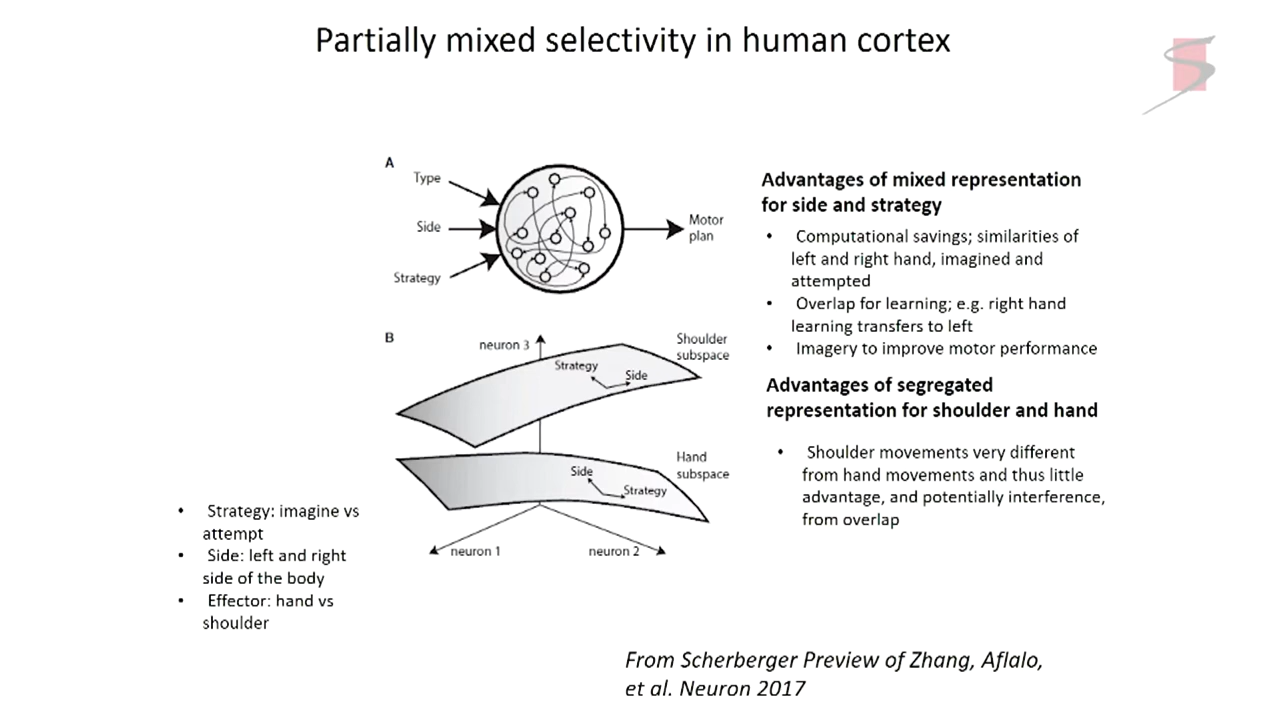 Partially mixed selectivity in human cortex
A
Type
Side
Strategy
Motor
plan
B
neuron 3
Shoulder
subspace
Strategy
Side
Hand
subspace
Side
Strategy
neuron 1
neuron 2
• Strategy: imagine vs
attempt
• Side: left and right
side of the body
• Effector: hand vs
shoulder
Advantages of mixed representation
for side and strategy
• Computational savings; similarities of
left and right hand, imagined and
attempted
• Overlap for learning; e.g. right hand
learning transfers to left
• Imagery to improve motor performance
Advantages of segregated
representation for shoulder and hand
• Shoulder movements very different
from hand movements and thus little
advantage, and potentially interference,
from overlap
From Scherberger Preview of Zhang, Aflalo,
et al. Neuron 2017